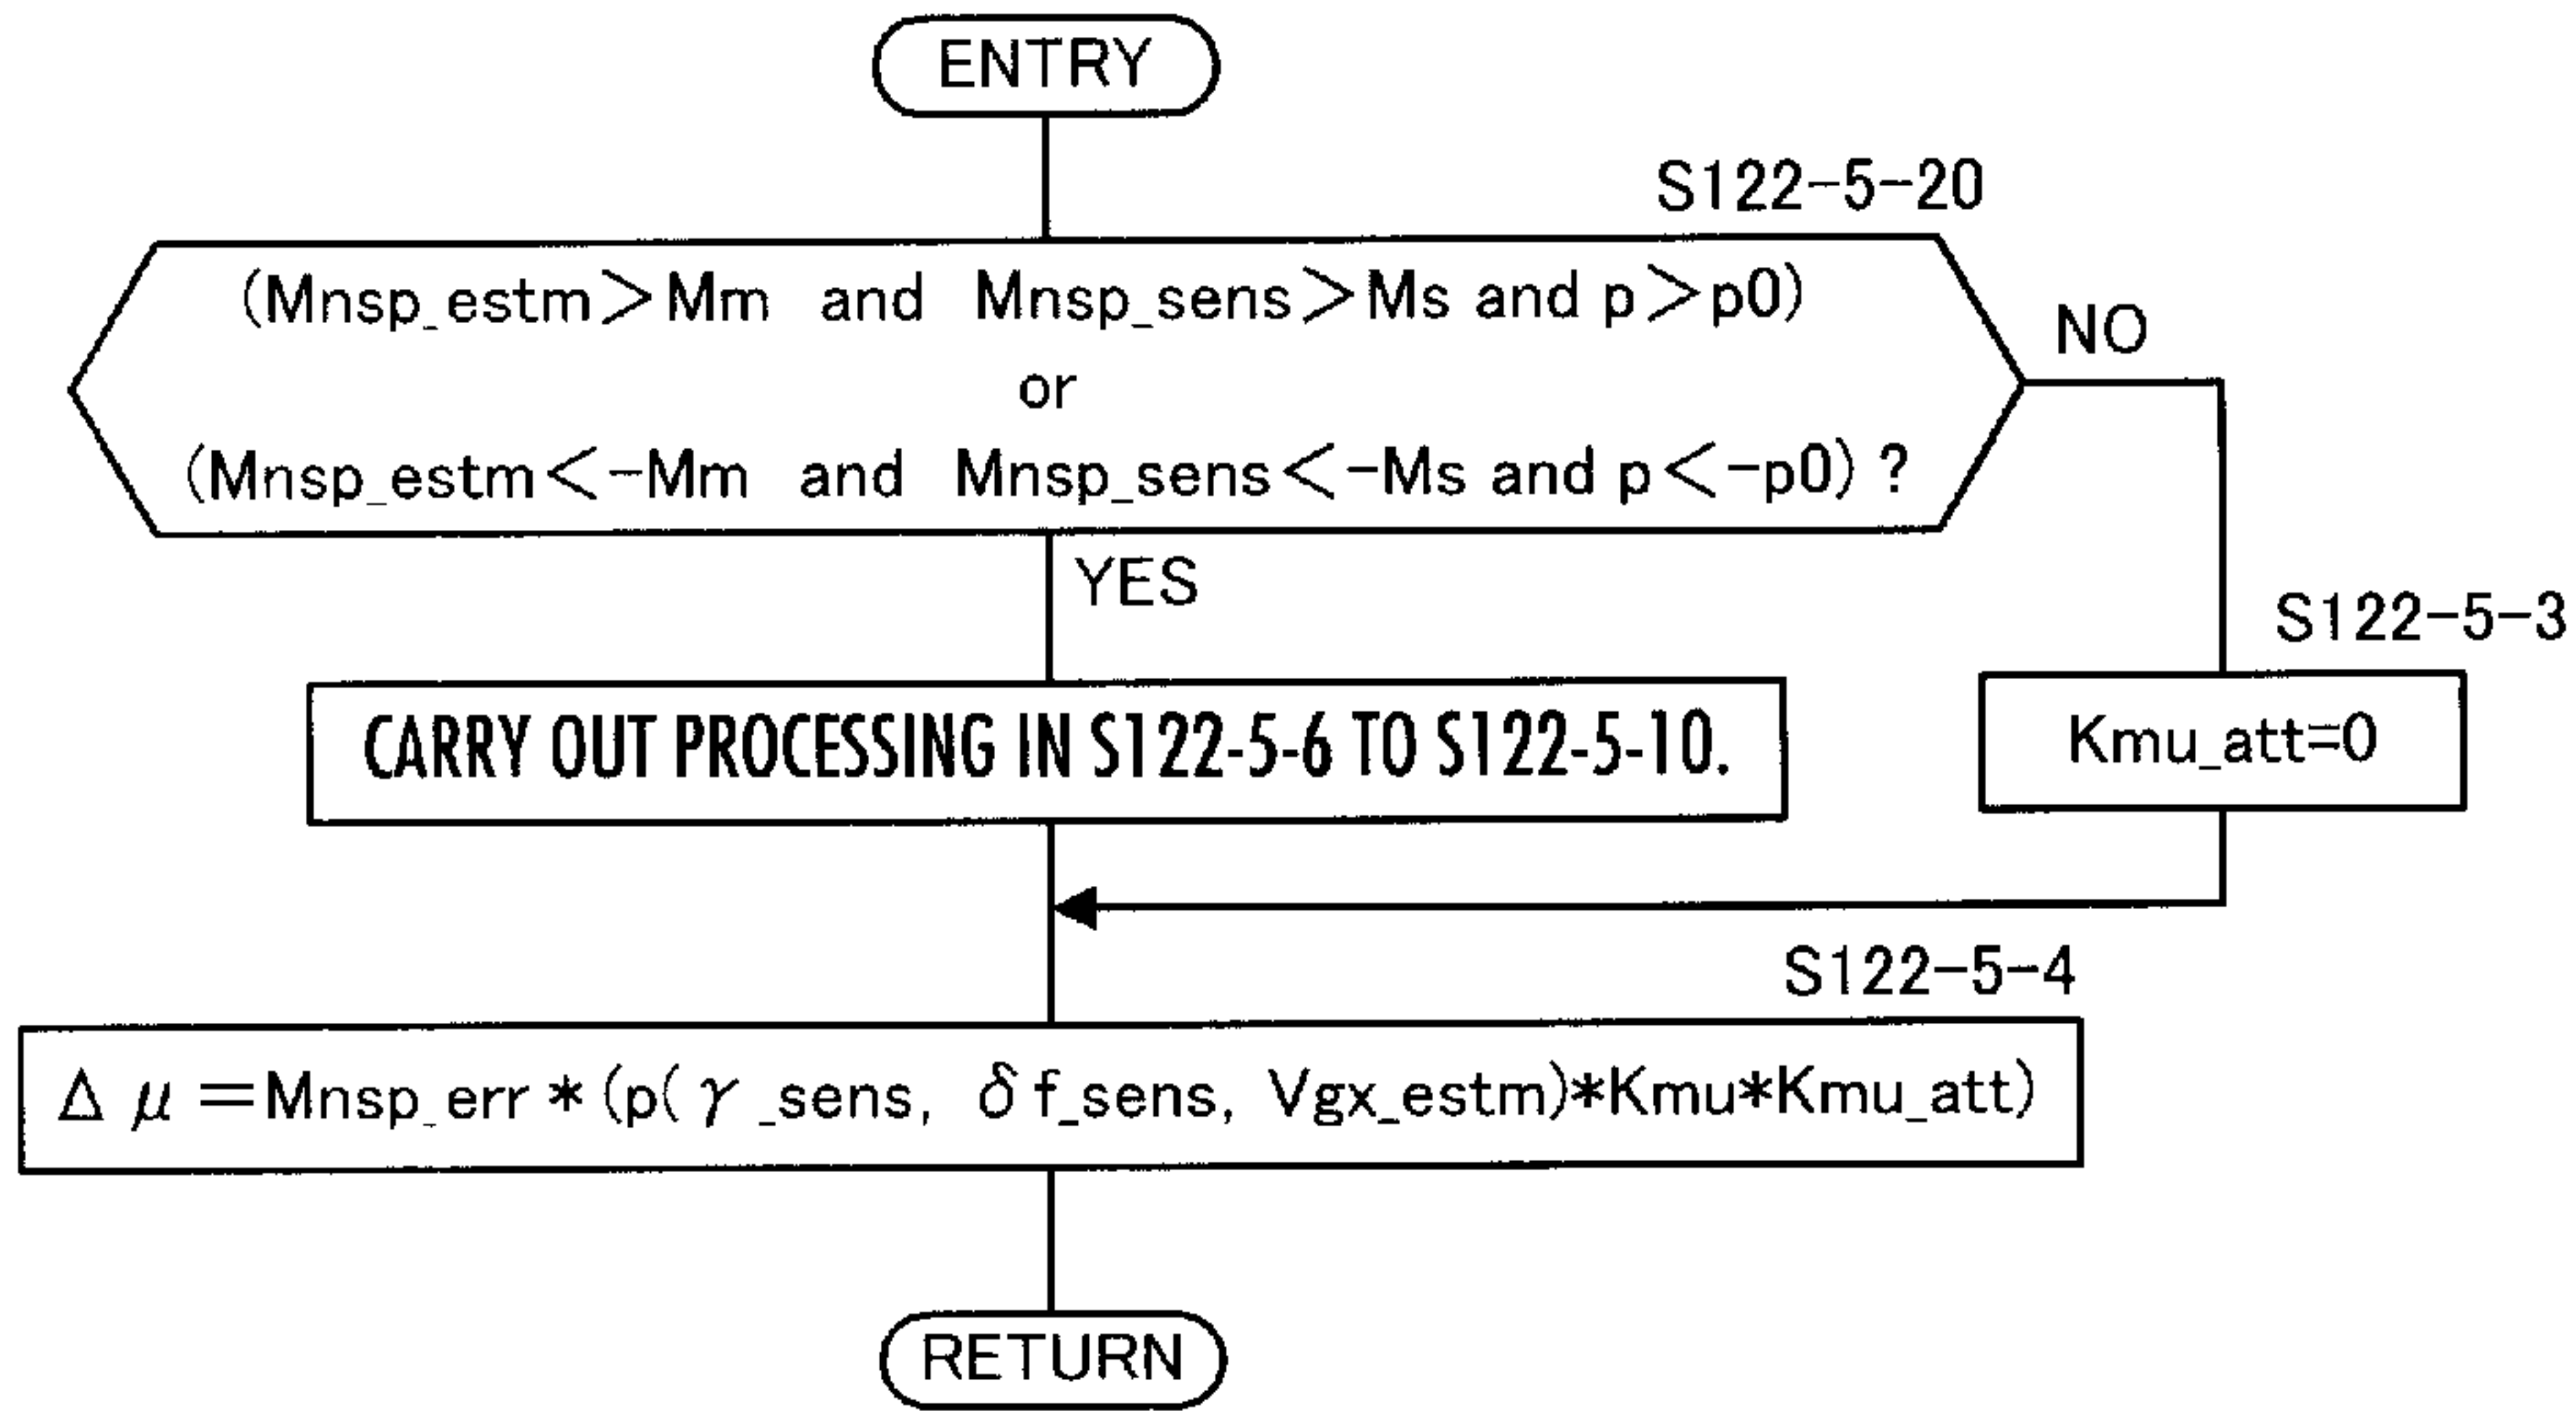 ENTRY
S122-5-20
(Mnsp_estm>Mm and Mnsp_sens>Ms and p>p0)
or
(Mnsp_estm<-Mm and Mnsp_sens<-Ms and p<-p0) ?
NO
YES
S122-5-3
CARRY OUT PROCESSING IN S122-5-6 TO S122-5-10.
Kmu_att=0
S122-5-4
Δμ=Mnsp_err*(p(γ_sens, δf_sens, Vgx_estm)*Kmu*Kmu_att)
RETURN